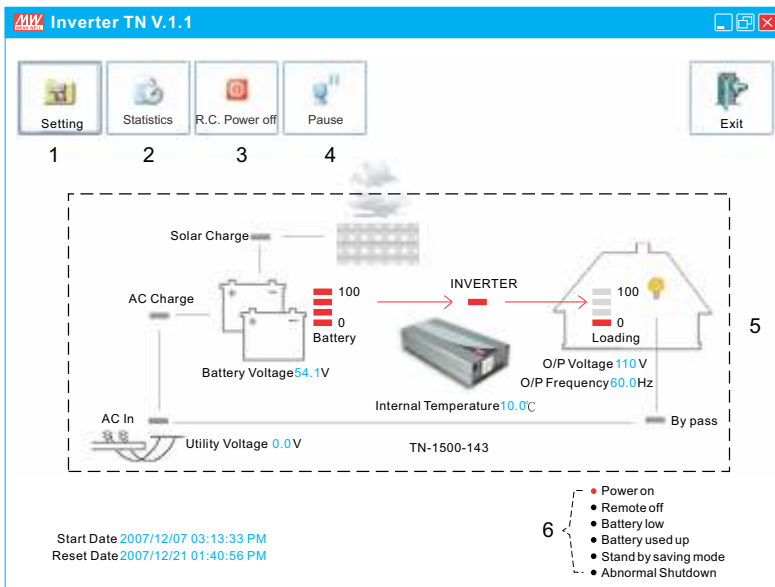 MW MEAN WELL Inverter TN V.1.1
Setting Statistics R.C. Power off Pause Exit
1 2 3 4
Solar Charge
AC Charge
100
0
Battery
Battery Voltage54.1V
INVERTER
100
0
Loading
O/P Voltage 110 V
O/P Frequency60.0Hz
5
Internal Temperature10.0℃
AC In
Utility Voltage 0.0V
TN-1500-143
By pass
6
Power on
Remote off
Battery low
Battery used up
Stand by saving mode
Abnormal Shutdown
Start Date 2007/12/07 03:13:33 PM
Reset Date 2007/12/21 01:40:56 PM